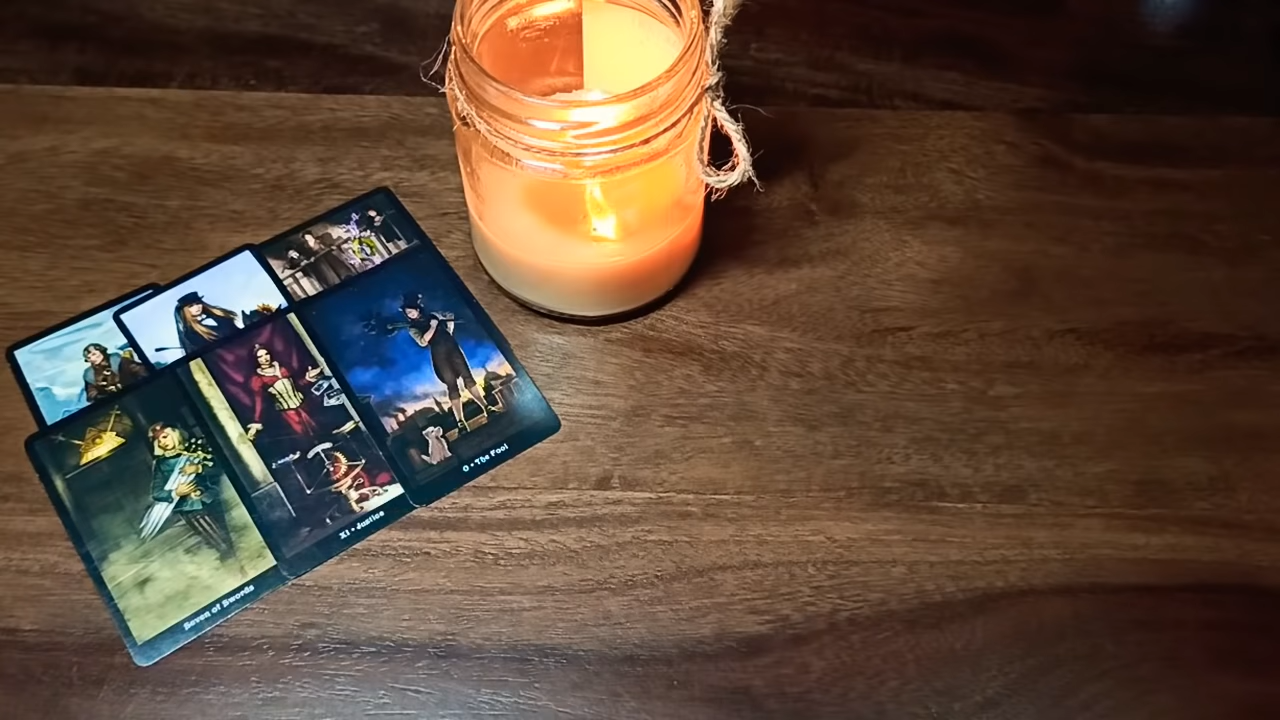 Seven of Swords
XI • Justice
0 • The Fool